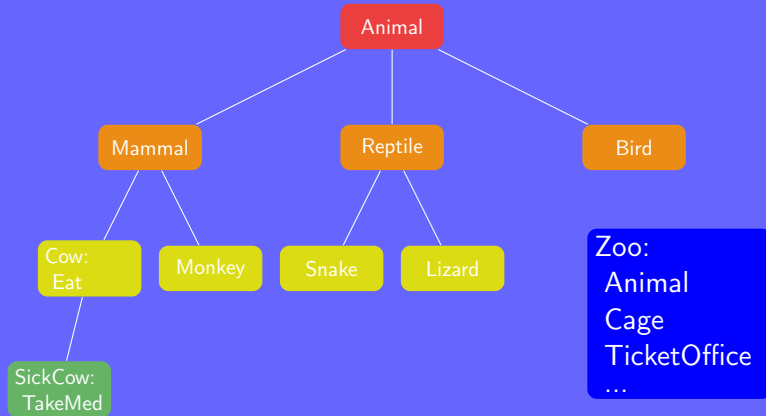 Animal
Mammal
Reptile
Bird
Cow:
Eat
Monkey
Snake
Lizard
Zoo:
Animal
Cage
TicketOffice
...
SickCow:
TakeMed